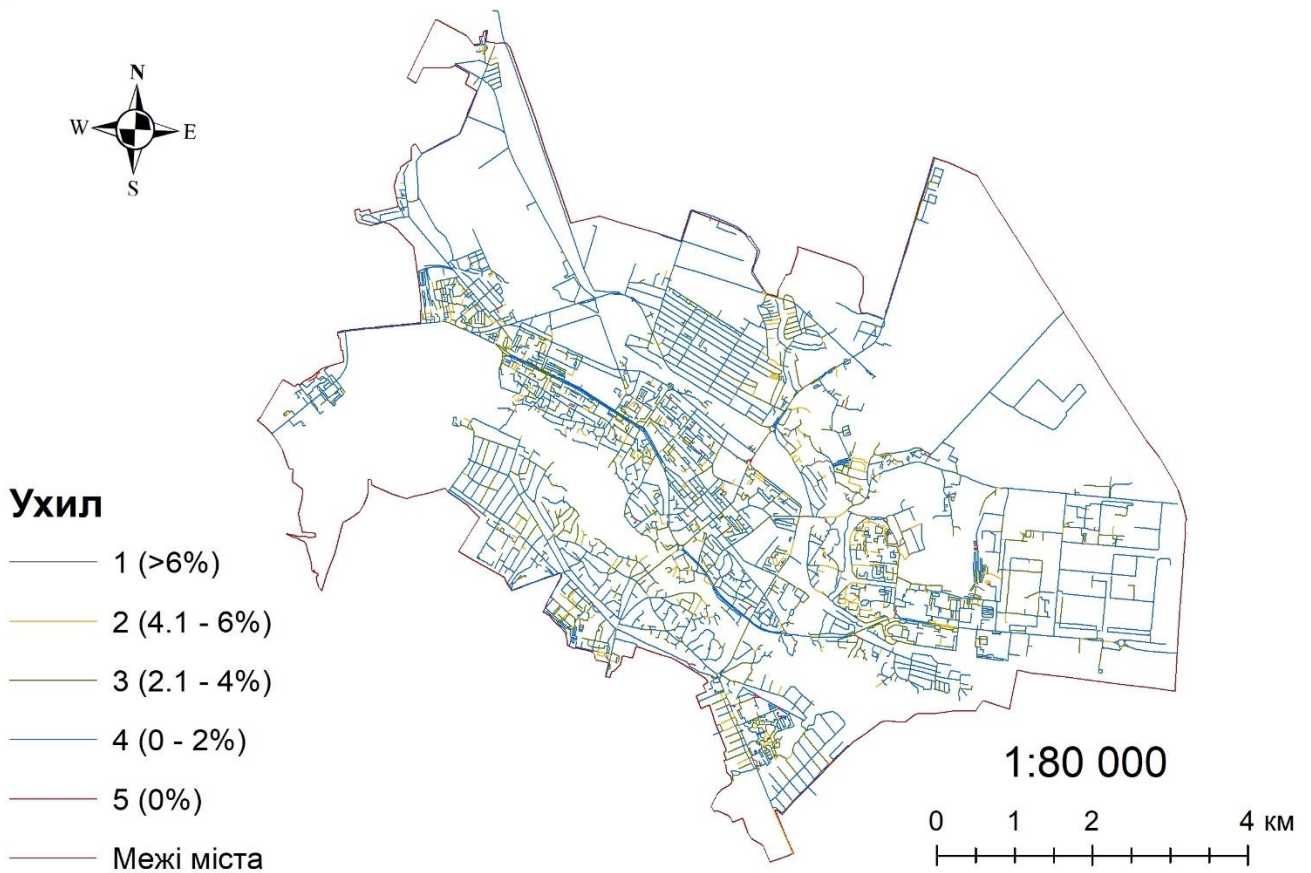 N
W E
S
Ухил
1 (>6%)
2 (4.1 - 6%)
3 (2.1 - 4%)
4 (0 - 2%)
5 (0%)
Межі міста
1:80 000
0 1 2 4 км